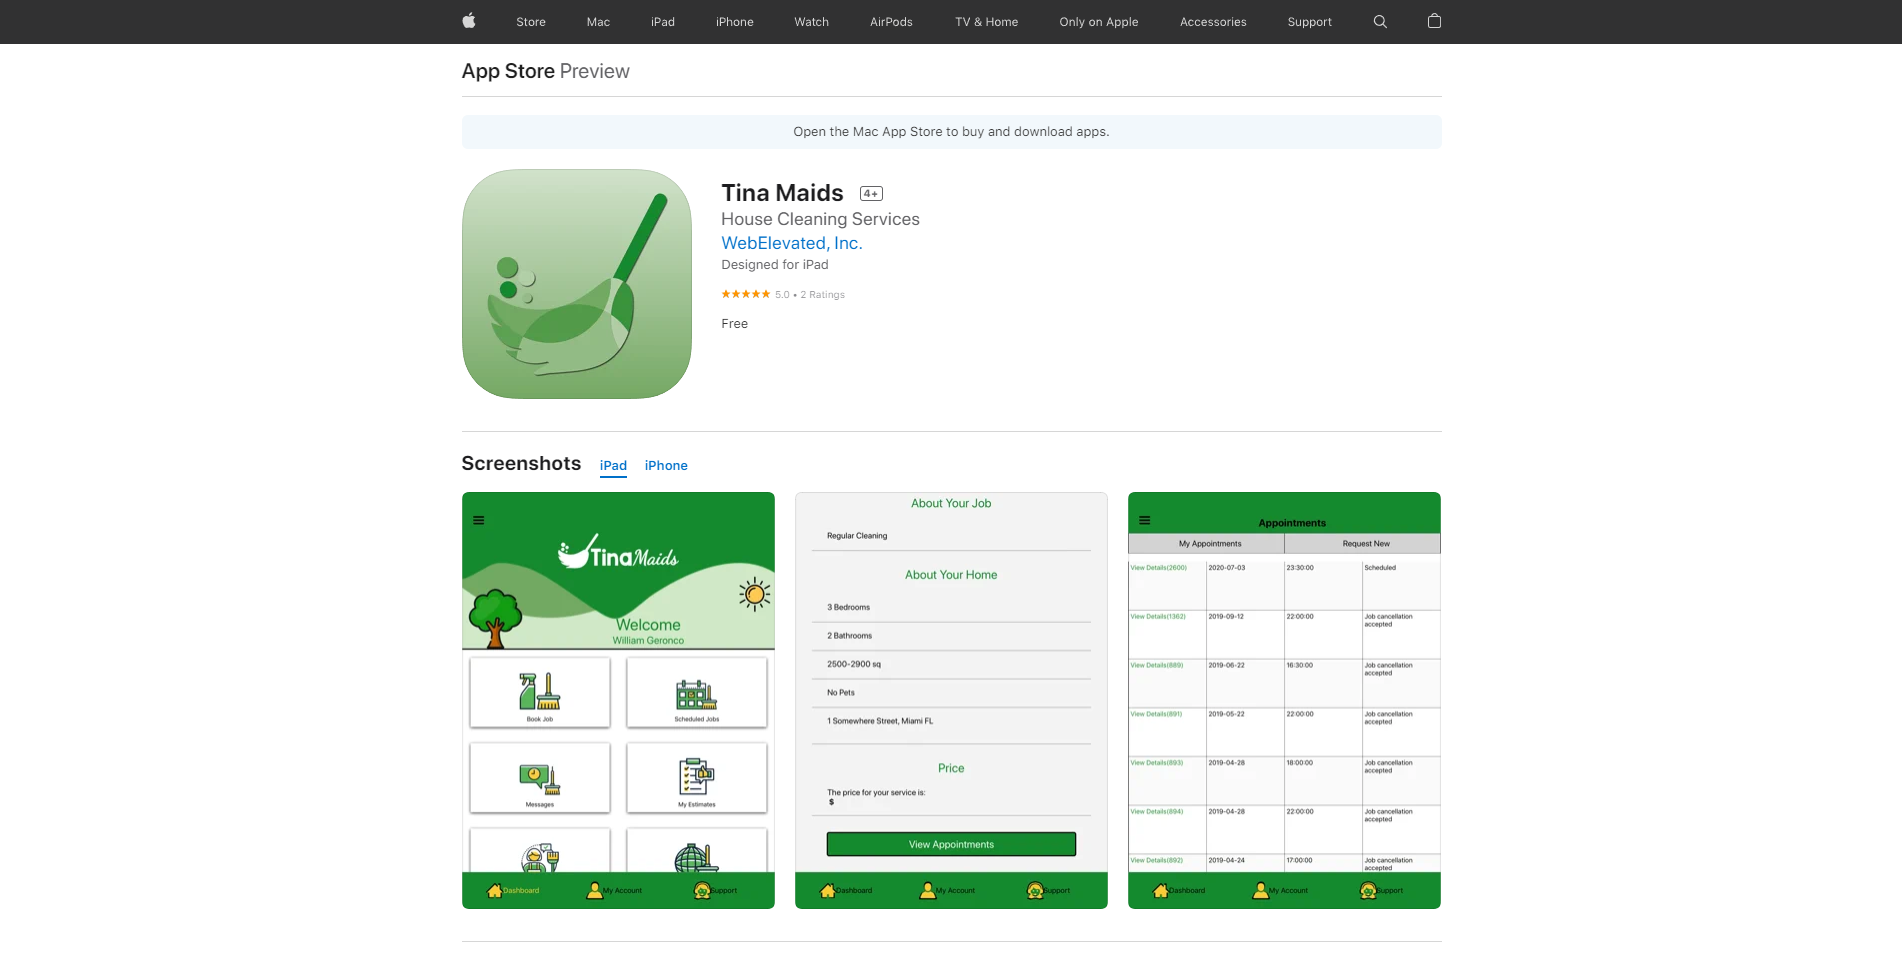 Store Mac iPad iPhone Watch AirPods TV & Home Only on Apple Accessories Support
App Store Preview
Open the Mac App Store to buy and download apps.
Tina Maids 4+
House Cleaning Services
WebElevated, Inc.
Designed for iPad
★★★★★ 5.0 • 2 Ratings
Free
Screenshots iPad iPhone
Tina Maids
Welcome
William Geronco
Book Job
Scheduled Jobs
Messages
My Estimates
Dashboard My Account Support
About Your Job
Regular Cleaning
About Your Home
3 Bedrooms
2 Bathrooms
2500-2900 sq
No Pets
1 Somewhere Street, Miami FL
Price
The price for your service is:
$
View Appointments
Dashboard My Account Support
Appointments
My Appointments Request New
View Details(2600) 2020-07-03 23:30:00 Scheduled
View Details(1362) 2019-09-12 22:00:00 Job cancellation
accepted
View Details(889) 2019-06-22 16:30:00 Job cancellation
accepted
View Details(891) 2019-05-22 22:00:00 Job cancellation
accepted
View Details(893) 2019-04-28 18:00:00 Job cancellation
accepted
View Details(894) 2019-04-28 22:00:00 Job cancellation
accepted
View Details(892) 2019-04-24 17:00:00 Job cancellation
accepted
Dashboard My Account Support